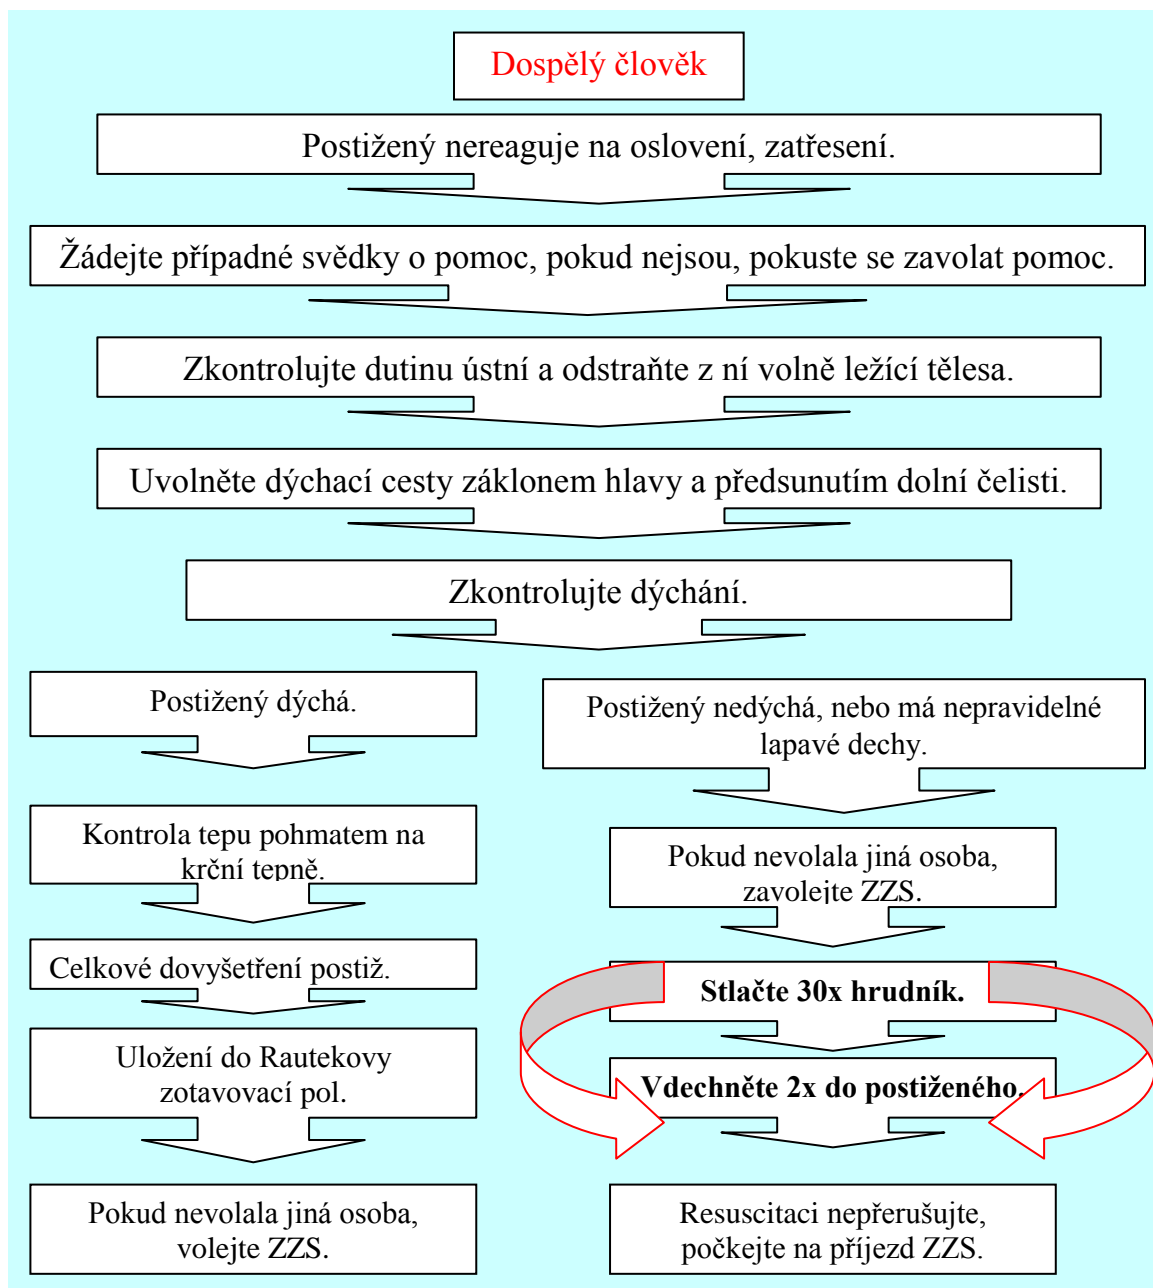 Dospělý člověk
Postižený nereaguje na oslovení, zatřesení.
Žádejte případné svědky o pomoc, pokud nejsou, pokuste se zavolat pomoc.
Zkontrolujte dutinu ústní a odstraňte z ní volně ležící tělesa.
Uvolněte dýchací cesty záklonem hlavy a předsunutím dolní čelisti.
Zkontrolujte dýchání.
Postižený dýchá.
Kontrola tepu pohmatem na
krční tepně.
Celkové dovyšetření postiž.
Uložení do Rautekovy
zotavovací pol.
Pokud nevolala jiná osoba,
volejte ZZS.
Postižený nedýchá, nebo má nepravidelné
lapavé dechy.
Pokud nevolala jiná osoba,
zavolejte ZZS.
Stlačte 30x hrudník.
Vdechněte 2x do postiženého.
Resuscitaci nepřerušujte,
počkejte na příjezd ZZS.